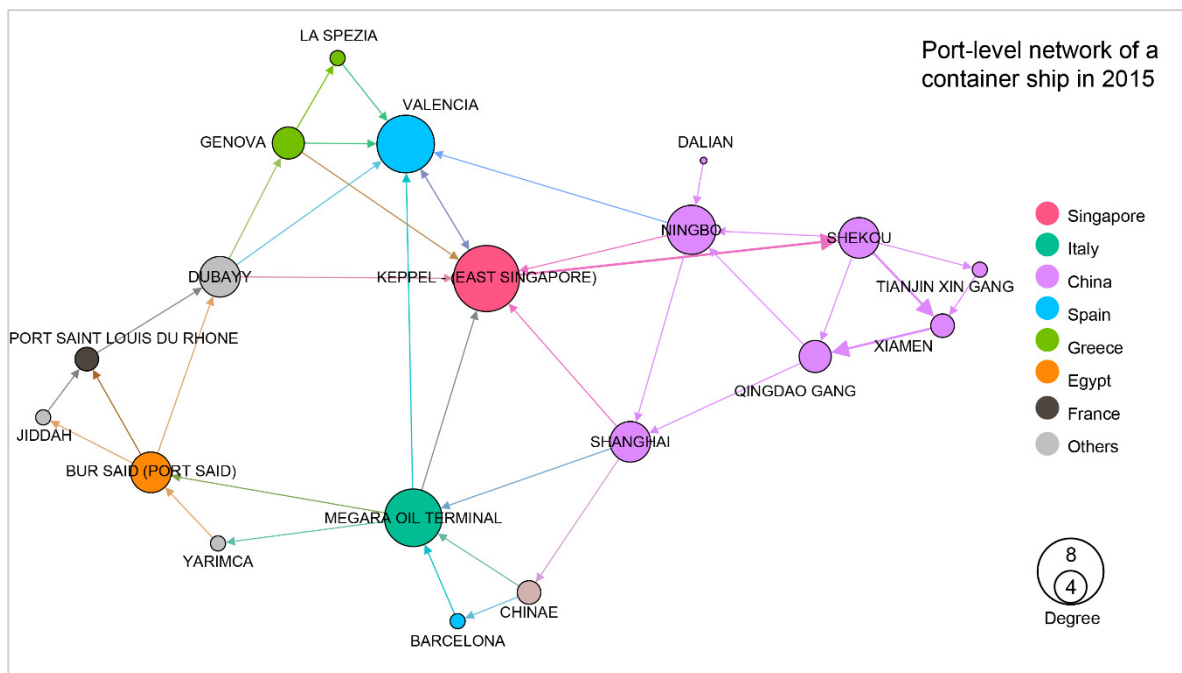 LA SPEZIA
Port-level network of a
container ship in 2015
VALENCIA
GENOVA
DALIAN
NINGBO
SHEKOU
DUBAYY
KEPPEL - (EAST SINGAPORE)
TIANJIN XIN GANG
PORT SAINT LOUIS DU RHONE
XIAMEN
QINGDAO GANG
JIDDAH
SHANGHAI
BUR SAID (PORT SAID)
MEGARA OIL TERMINAL
YARIMCA
CHINAE
BARCELONA
Singapore
Italy
China
Spain
Greece
Egypt
France
Others
8
4
Degree